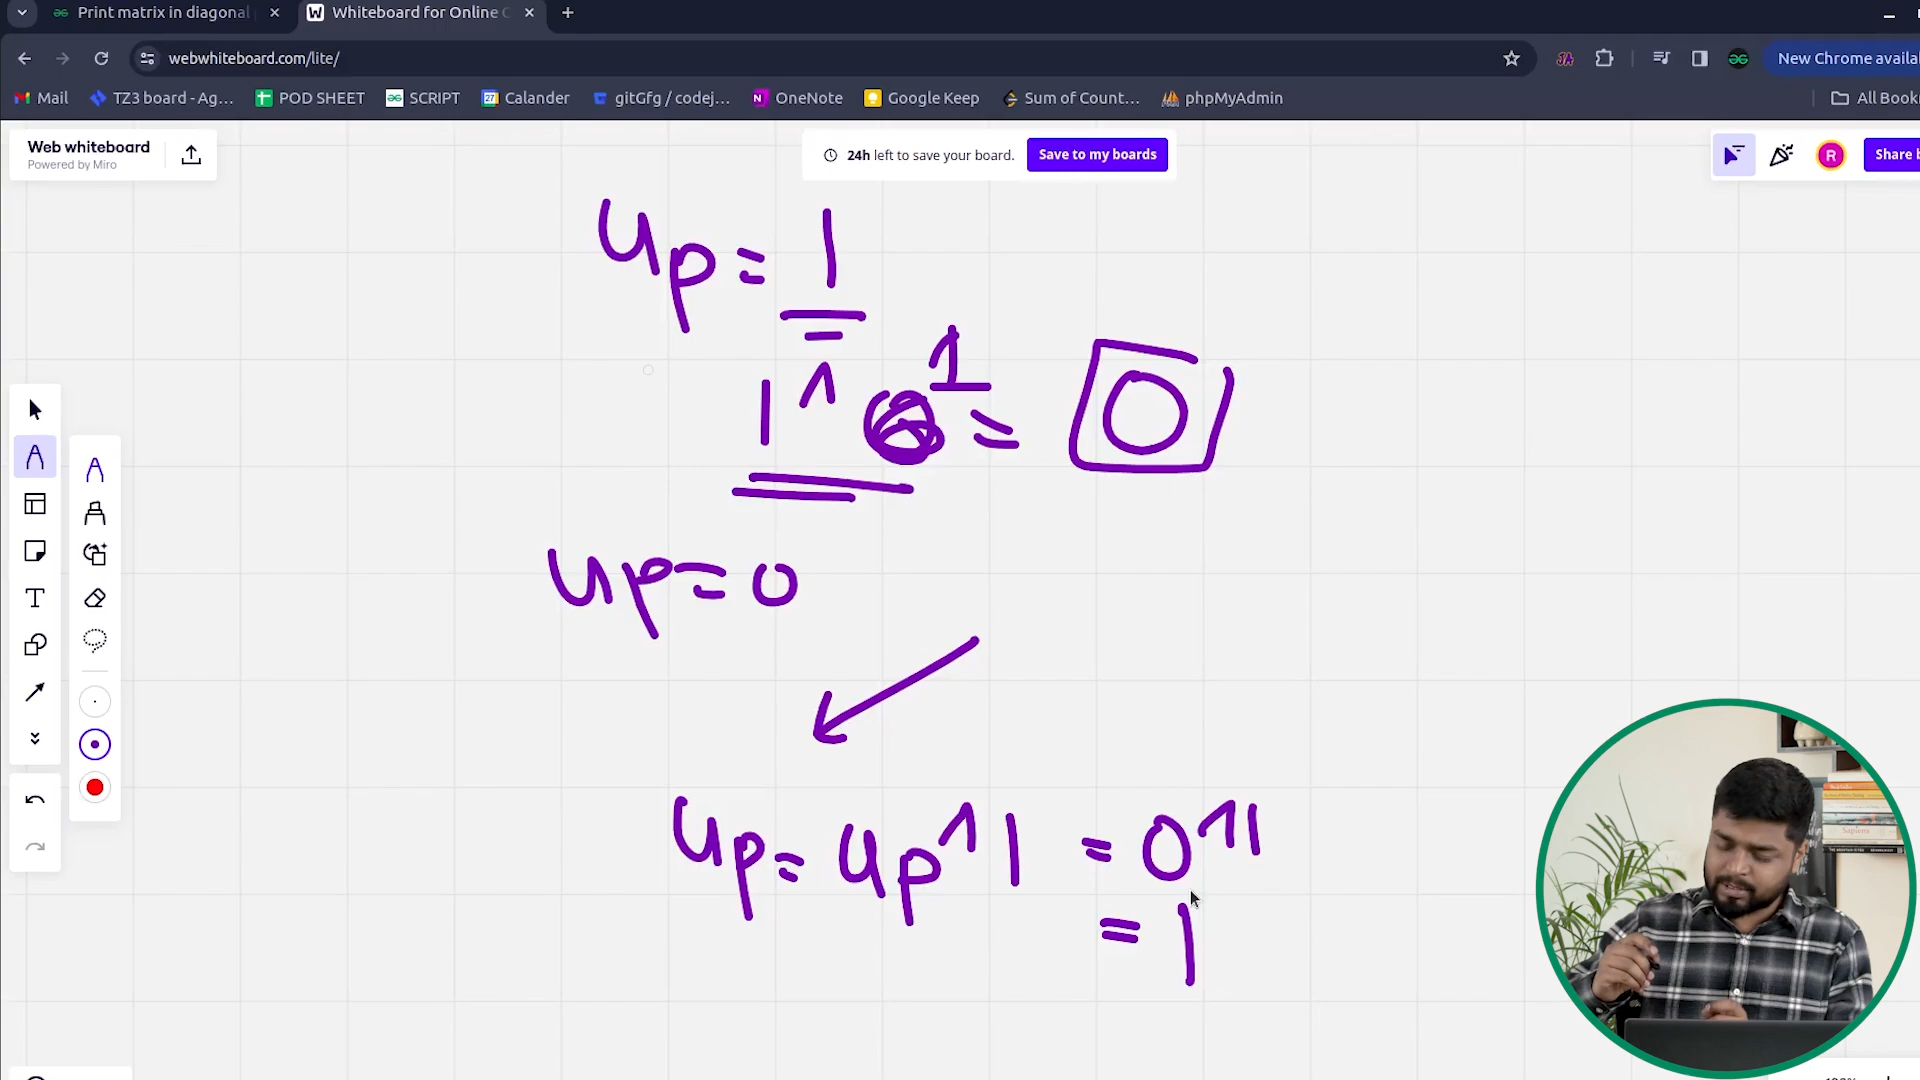 Print matrix in diagonal
Whiteboard for Online C
webwhiteboard.com/lite/
New Chrome availa
Mail
TZ3 board - Ag...
POD SHEET
SCRIPT
Calander
gitGfg / codej...
OneNote
Google Keep
Sum of Count...
phpMyAdmin
All Book
Web whiteboard
Powered by Miro
24h left to save your board.
Save to my boards
R
Share b
up = 1
1 ^ 1 = 0
up = 0
up = up ^ 1 = 0 ^ 1
= 1
Sapiens